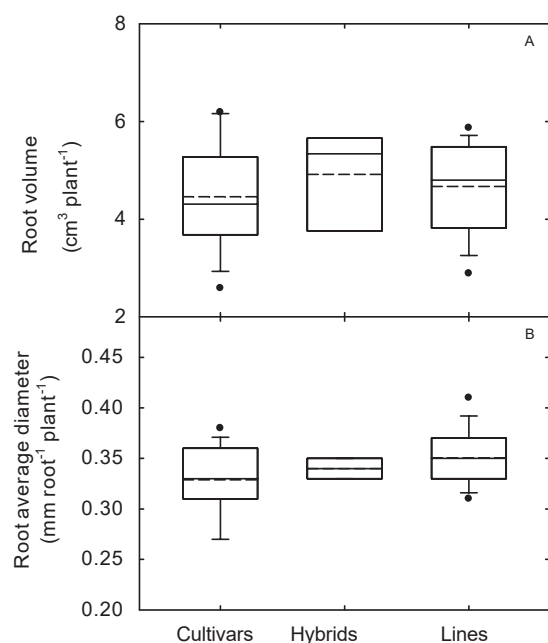 A
Root volume
(cm³ plant⁻¹)
8
6
4
2
B
Root average diameter
(mm root⁻¹ plant⁻¹)
0.45
0.40
0.35
0.30
0.25
0.20
Cultivars Hybrids Lines